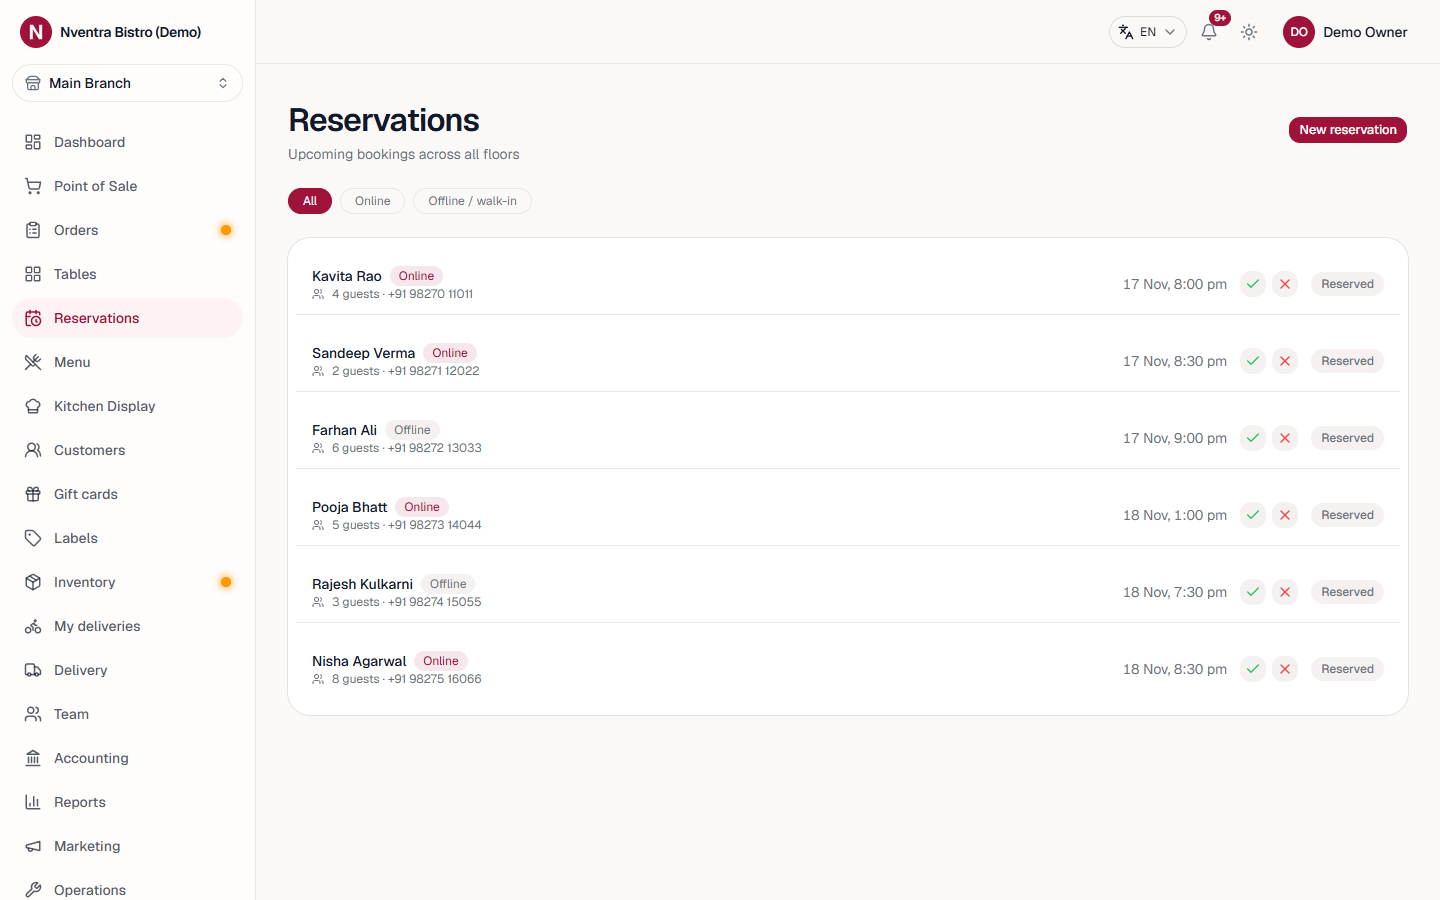 N Nventra Bistro (Demo)
Main Branch
Dashboard
Point of Sale
Orders
Tables
Reservations
Menu
Kitchen Display
Customers
Gift cards
Labels
Inventory
My deliveries
Delivery
Team
Accounting
Reports
Marketing
Operations
EN
9+
DO Demo Owner
Reservations
Upcoming bookings across all floors
New reservation
All Online Offline / walk-in
Kavita Rao Online
4 guests · +91 98270 11011
17 Nov, 8:00 pm Reserved
Sandeep Verma Online
2 guests · +91 98271 12022
17 Nov, 8:30 pm Reserved
Farhan Ali Offline
6 guests · +91 98272 13033
17 Nov, 9:00 pm Reserved
Pooja Bhatt Online
5 guests · +91 98273 14044
18 Nov, 1:00 pm Reserved
Rajesh Kulkarni Offline
3 guests · +91 98274 15055
18 Nov, 7:30 pm Reserved
Nisha Agarwal Online
8 guests · +91 98275 16066
18 Nov, 8:30 pm Reserved